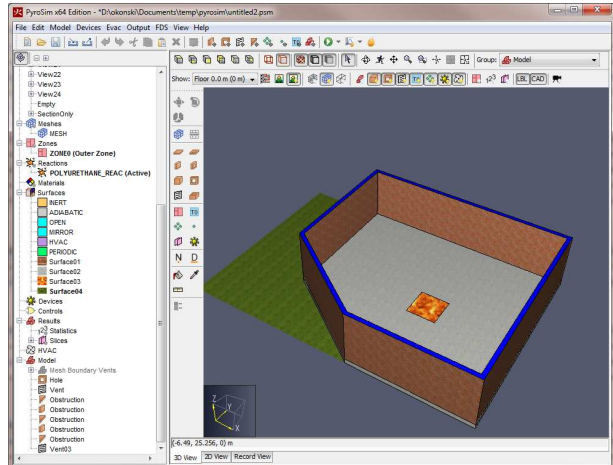 PyroSim x64 Edition - *D:\okonski\Documents\temp\pyrosim\untitled2.psm
File Edit Model Devices Evac Output FDS View Help
Group: Model
Show: Floor 0.0 m (0 m)
LBL CAD
View22
View23
View24
Empty
SectionOnly
Meshes
MESH
Zones
ZONE0 (Outer Zone)
Reactions
POLYURETHANE_REAC (Active)
Materials
Surfaces
INERT
ADIABATIC
OPEN
MIRROR
HVAC
PERIODIC
Surface01
Surface02
Surface03
Surface04
Devices
Controls
Results
Statistics
Slices
HVAC
Model
Mesh Boundary Vents
Hole
Vent
Obstruction
Obstruction
Obstruction
Obstruction
Obstruction
Vent03
N D
Z
Y
X
(-6.49, 25.256, 0) m
3D View 2D View Record View